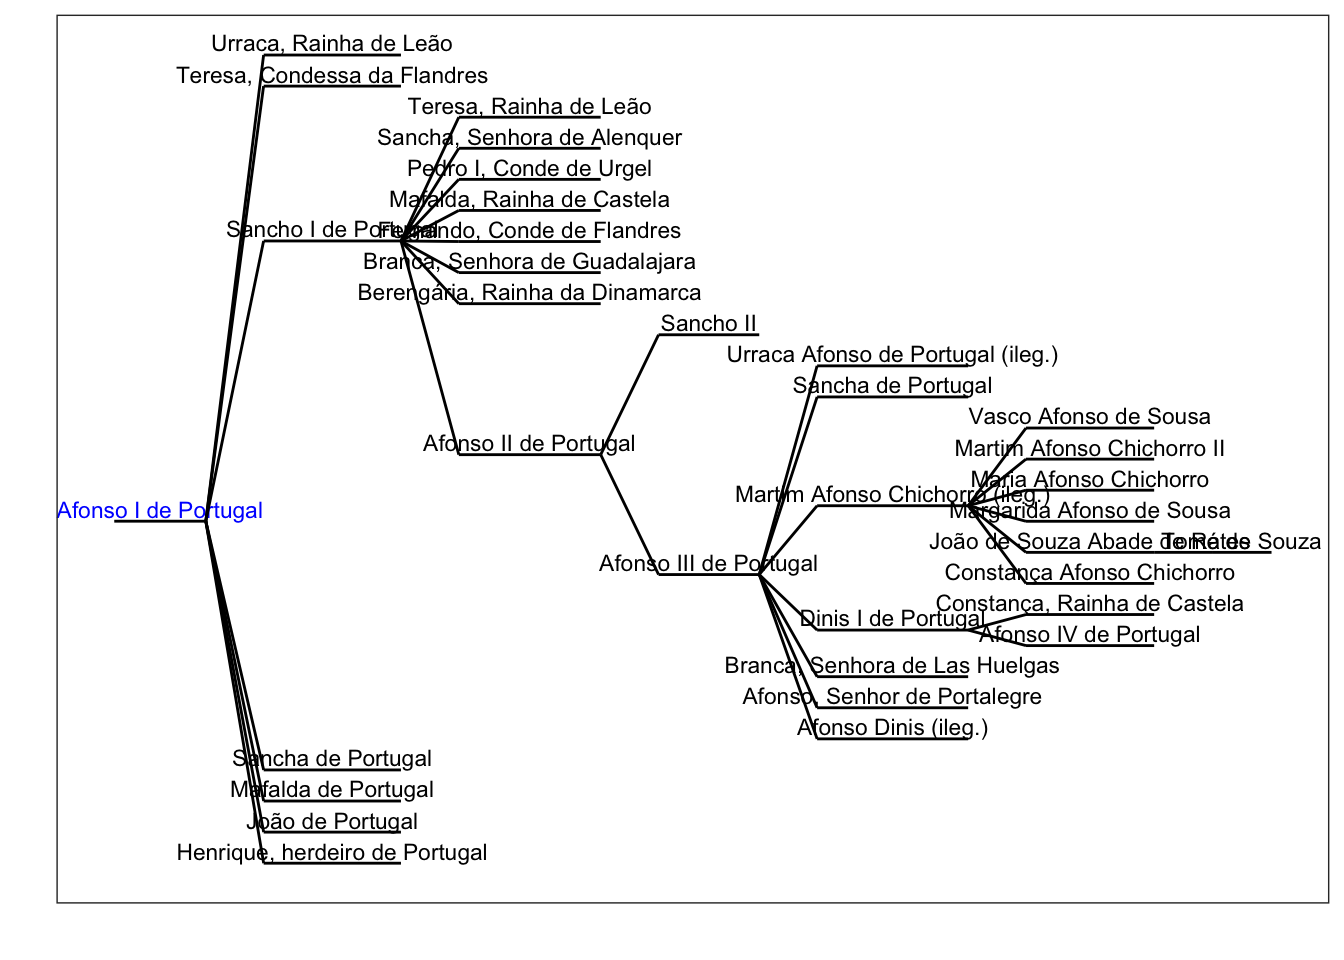 Urraca, Rainha de Leão
Teresa, Condessa da Flandres
Teresa, Rainha de Leão
Sancha, Senhora de Alenquer
Pedro I, Conde de Urgel
Mafalda, Rainha de Castela
Sancho I de Portugal
Fernando, Conde de Flandres
Branca, Senhora de Guadalajara
Berengária, Rainha da Dinamarca
Sancho II
Urraca Afonso de Portugal (ileg.)
Sancha de Portugal
Vasco Afonso de Sousa
Afonso II de Portugal
Martim Afonso Chichorro II
Maria Afonso Chichorro
Martim Afonso Chichorro (ileg.)
Afonso I de Portugal
Margarida Afonso de Sousa
João de Souza Abade de Rates
Tomé de Souza
Afonso III de Portugal
Constança Afonso Chichorro
Constança, Rainha de Castela
Dinis I de Portugal
Afonso IV de Portugal
Branca, Senhora de Las Huelgas
Afonso, Senhor de Portalegre
Afonso Dinis (ileg.)
Sancha de Portugal
Mafalda de Portugal
João de Portugal
Henrique, herdeiro de Portugal